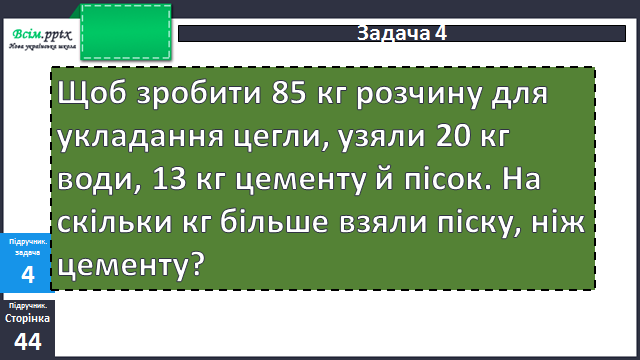 Всім.pptx
Нова українська школа
Задача 4
Щоб зробити 85 кг розчину для
укладання цегли, узяли 20 кг
води, 13 кг цементу й пісок. На
скільки кг більше взяли піску, ніж
цементу?
Підручник.
задача
4
Підручник.
Сторінка
44